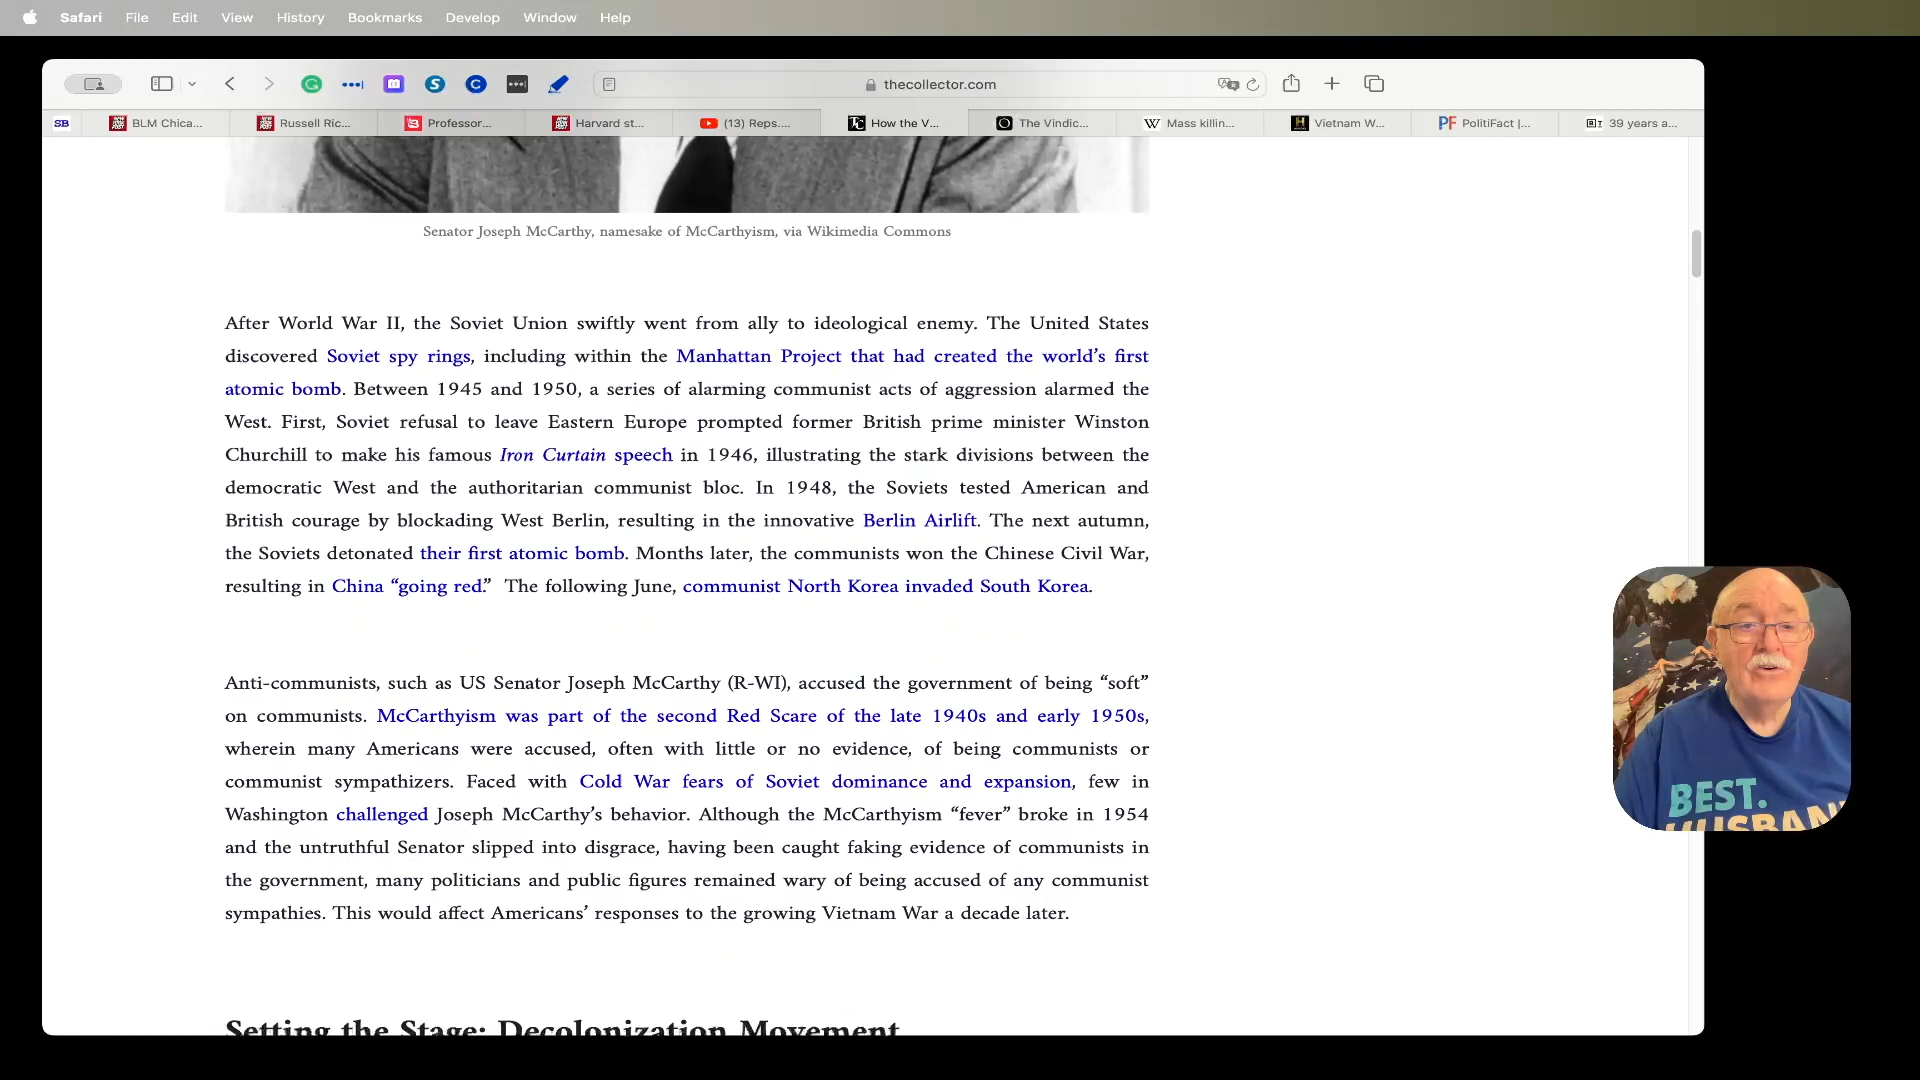 Safari File Edit View History Bookmarks Develop Window Help
thecollector.com
SB BLM Chica... Russell Ric... Professor... Harvard st... (13) Reps.... How the V... The Vindic... Mass killin... Vietnam W... PolitiFact |... 39 years a...
Senator Joseph McCarthy, namesake of McCarthyism, via Wikimedia Commons
After World War II, the Soviet Union swiftly went from ally to ideological enemy. The United States
discovered Soviet spy rings, including within the Manhattan Project that had created the world’s first
atomic bomb. Between 1945 and 1950, a series of alarming communist acts of aggression alarmed the
West. First, Soviet refusal to leave Eastern Europe prompted former British prime minister Winston
Churchill to make his famous Iron Curtain speech in 1946, illustrating the stark divisions between the
democratic West and the authoritarian communist bloc. In 1948, the Soviets tested American and
British courage by blockading West Berlin, resulting in the innovative Berlin Airlift. The next autumn,
the Soviets detonated their first atomic bomb. Months later, the communists won the Chinese Civil War,
resulting in China “going red.” The following June, communist North Korea invaded South Korea.
Anti-communists, such as US Senator Joseph McCarthy (R-WI), accused the government of being “soft”
on communists. McCarthyism was part of the second Red Scare of the late 1940s and early 1950s,
wherein many Americans were accused, often with little or no evidence, of being communists or
communist sympathizers. Faced with Cold War fears of Soviet dominance and expansion, few in
Washington challenged Joseph McCarthy’s behavior. Although the McCarthyism “fever” broke in 1954
and the untruthful Senator slipped into disgrace, having been caught faking evidence of communists in
the government, many politicians and public figures remained wary of being accused of any communist
sympathies. This would affect Americans’ responses to the growing Vietnam War a decade later.
Setting the Stage: Decolonization Movement
BEST.
HUSBAN